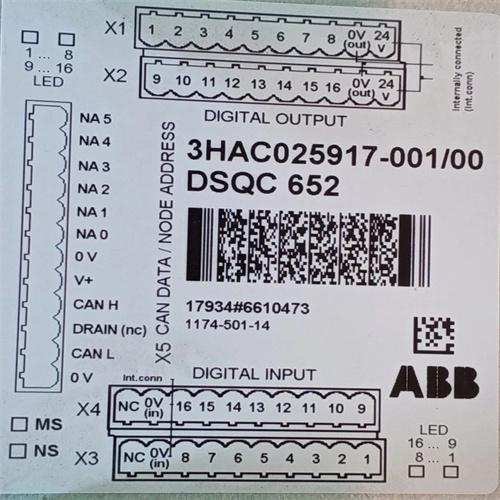 X1 1 2 3 4 5 6 7 8 0V (out) 24 v
1 ... 8
9 ... 16
LED
X2 9 10 11 12 13 14 15 16 0V (out) 24 v
Internally connected
(Int.conn)
DIGITAL OUTPUT
NA 5
NA 4
NA 3
NA 2
NA 1
NA 0
0 V
V+
CAN H
DRAIN (nc)
CAN L
0 V
X5 CAN DATA / NODE ADDRESS
3HAC025917-001/00
DSQC 652
17934#6610473
1174-501-14
ABB
Int.conn
DIGITAL INPUT
X4 NC 0V (in) 16 15 14 13 12 11 10 9
X3 NC 0V (in) 8 7 6 5 4 3 2 1
MS
NS
LED
16 ... 9
8 ... 1